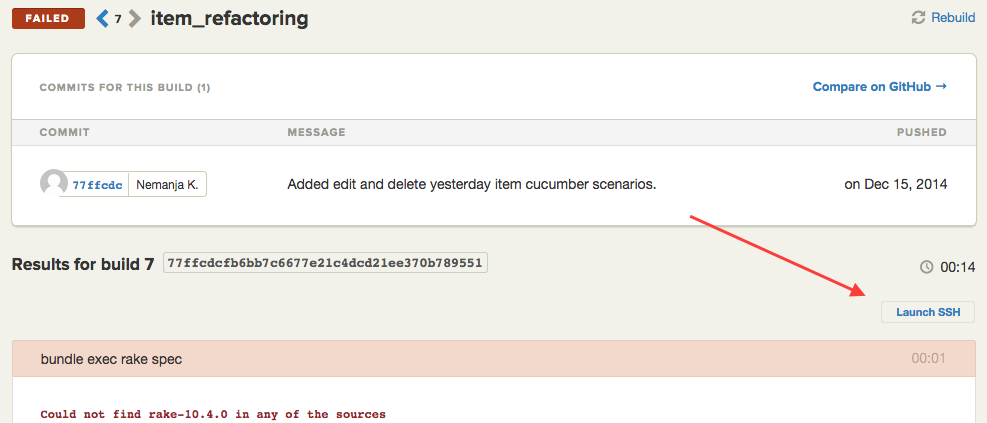 FAILED 7 item_refactoring Rebuild
COMMITS FOR THIS BUILD (1) Compare on GitHub →
COMMIT MESSAGE PUSHED
77ffcdc Nemanja K. Added edit and delete yesterday item cucumber scenarios. on Dec 15, 2014
Results for build 7 77ffcdcfb6bb7c6677e21c4dcd21ee370b789551 00:14
Launch SSH
bundle exec rake spec 00:01
Could not find rake-10.4.0 in any of the sources